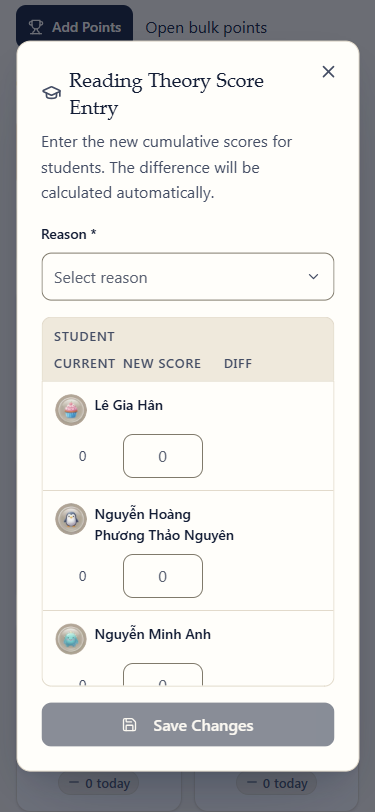 Add Points Open bulk points
Reading Theory Score
Entry
Enter the new cumulative scores for
students. The difference will be
calculated automatically.
Reason *
Select reason
STUDENT
CURRENT NEW SCORE DIFF
Lê Gia Hân
0 0
Nguyễn Hoàng
Phương Thảo Nguyên
0 0
Nguyễn Minh Anh
0 0
Save Changes
– 0 today – 0 today